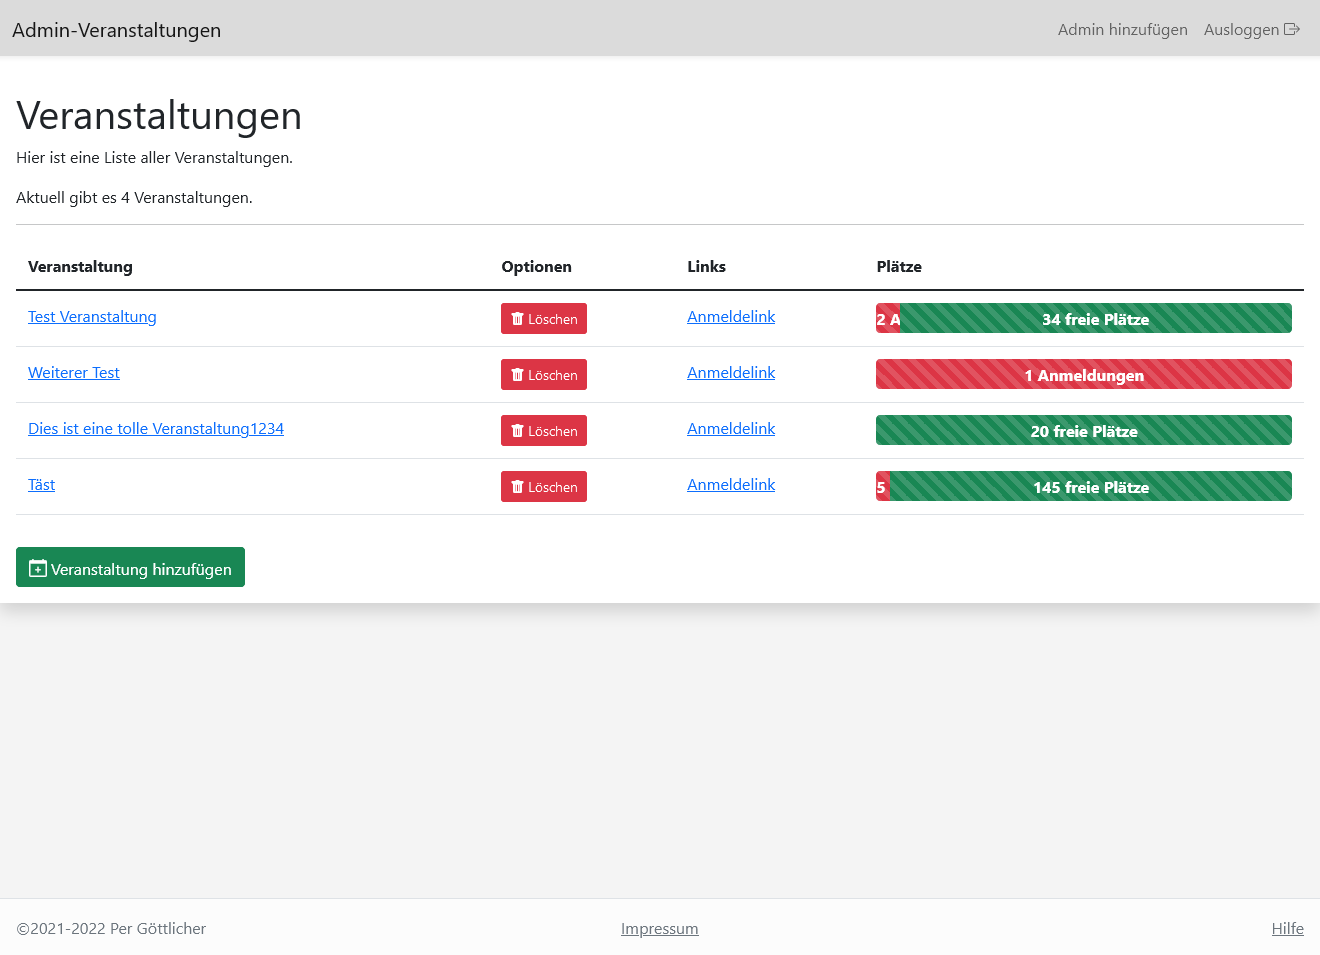 Admin-Veranstaltungen
Admin hinzufügen
Ausloggen
Veranstaltungen
Hier ist eine Liste aller Veranstaltungen.
Aktuell gibt es 4 Veranstaltungen.
Veranstaltung Optionen Links Plätze
Test Veranstaltung Löschen Anmeldelink 2 A 34 freie Plätze
Weiterer Test Löschen Anmeldelink 1 Anmeldungen
Dies ist eine tolle Veranstaltung1234 Löschen Anmeldelink 20 freie Plätze
Täst Löschen Anmeldelink 5 145 freie Plätze
Veranstaltung hinzufügen
©2021-2022 Per Göttlicher
Impressum
Hilfe